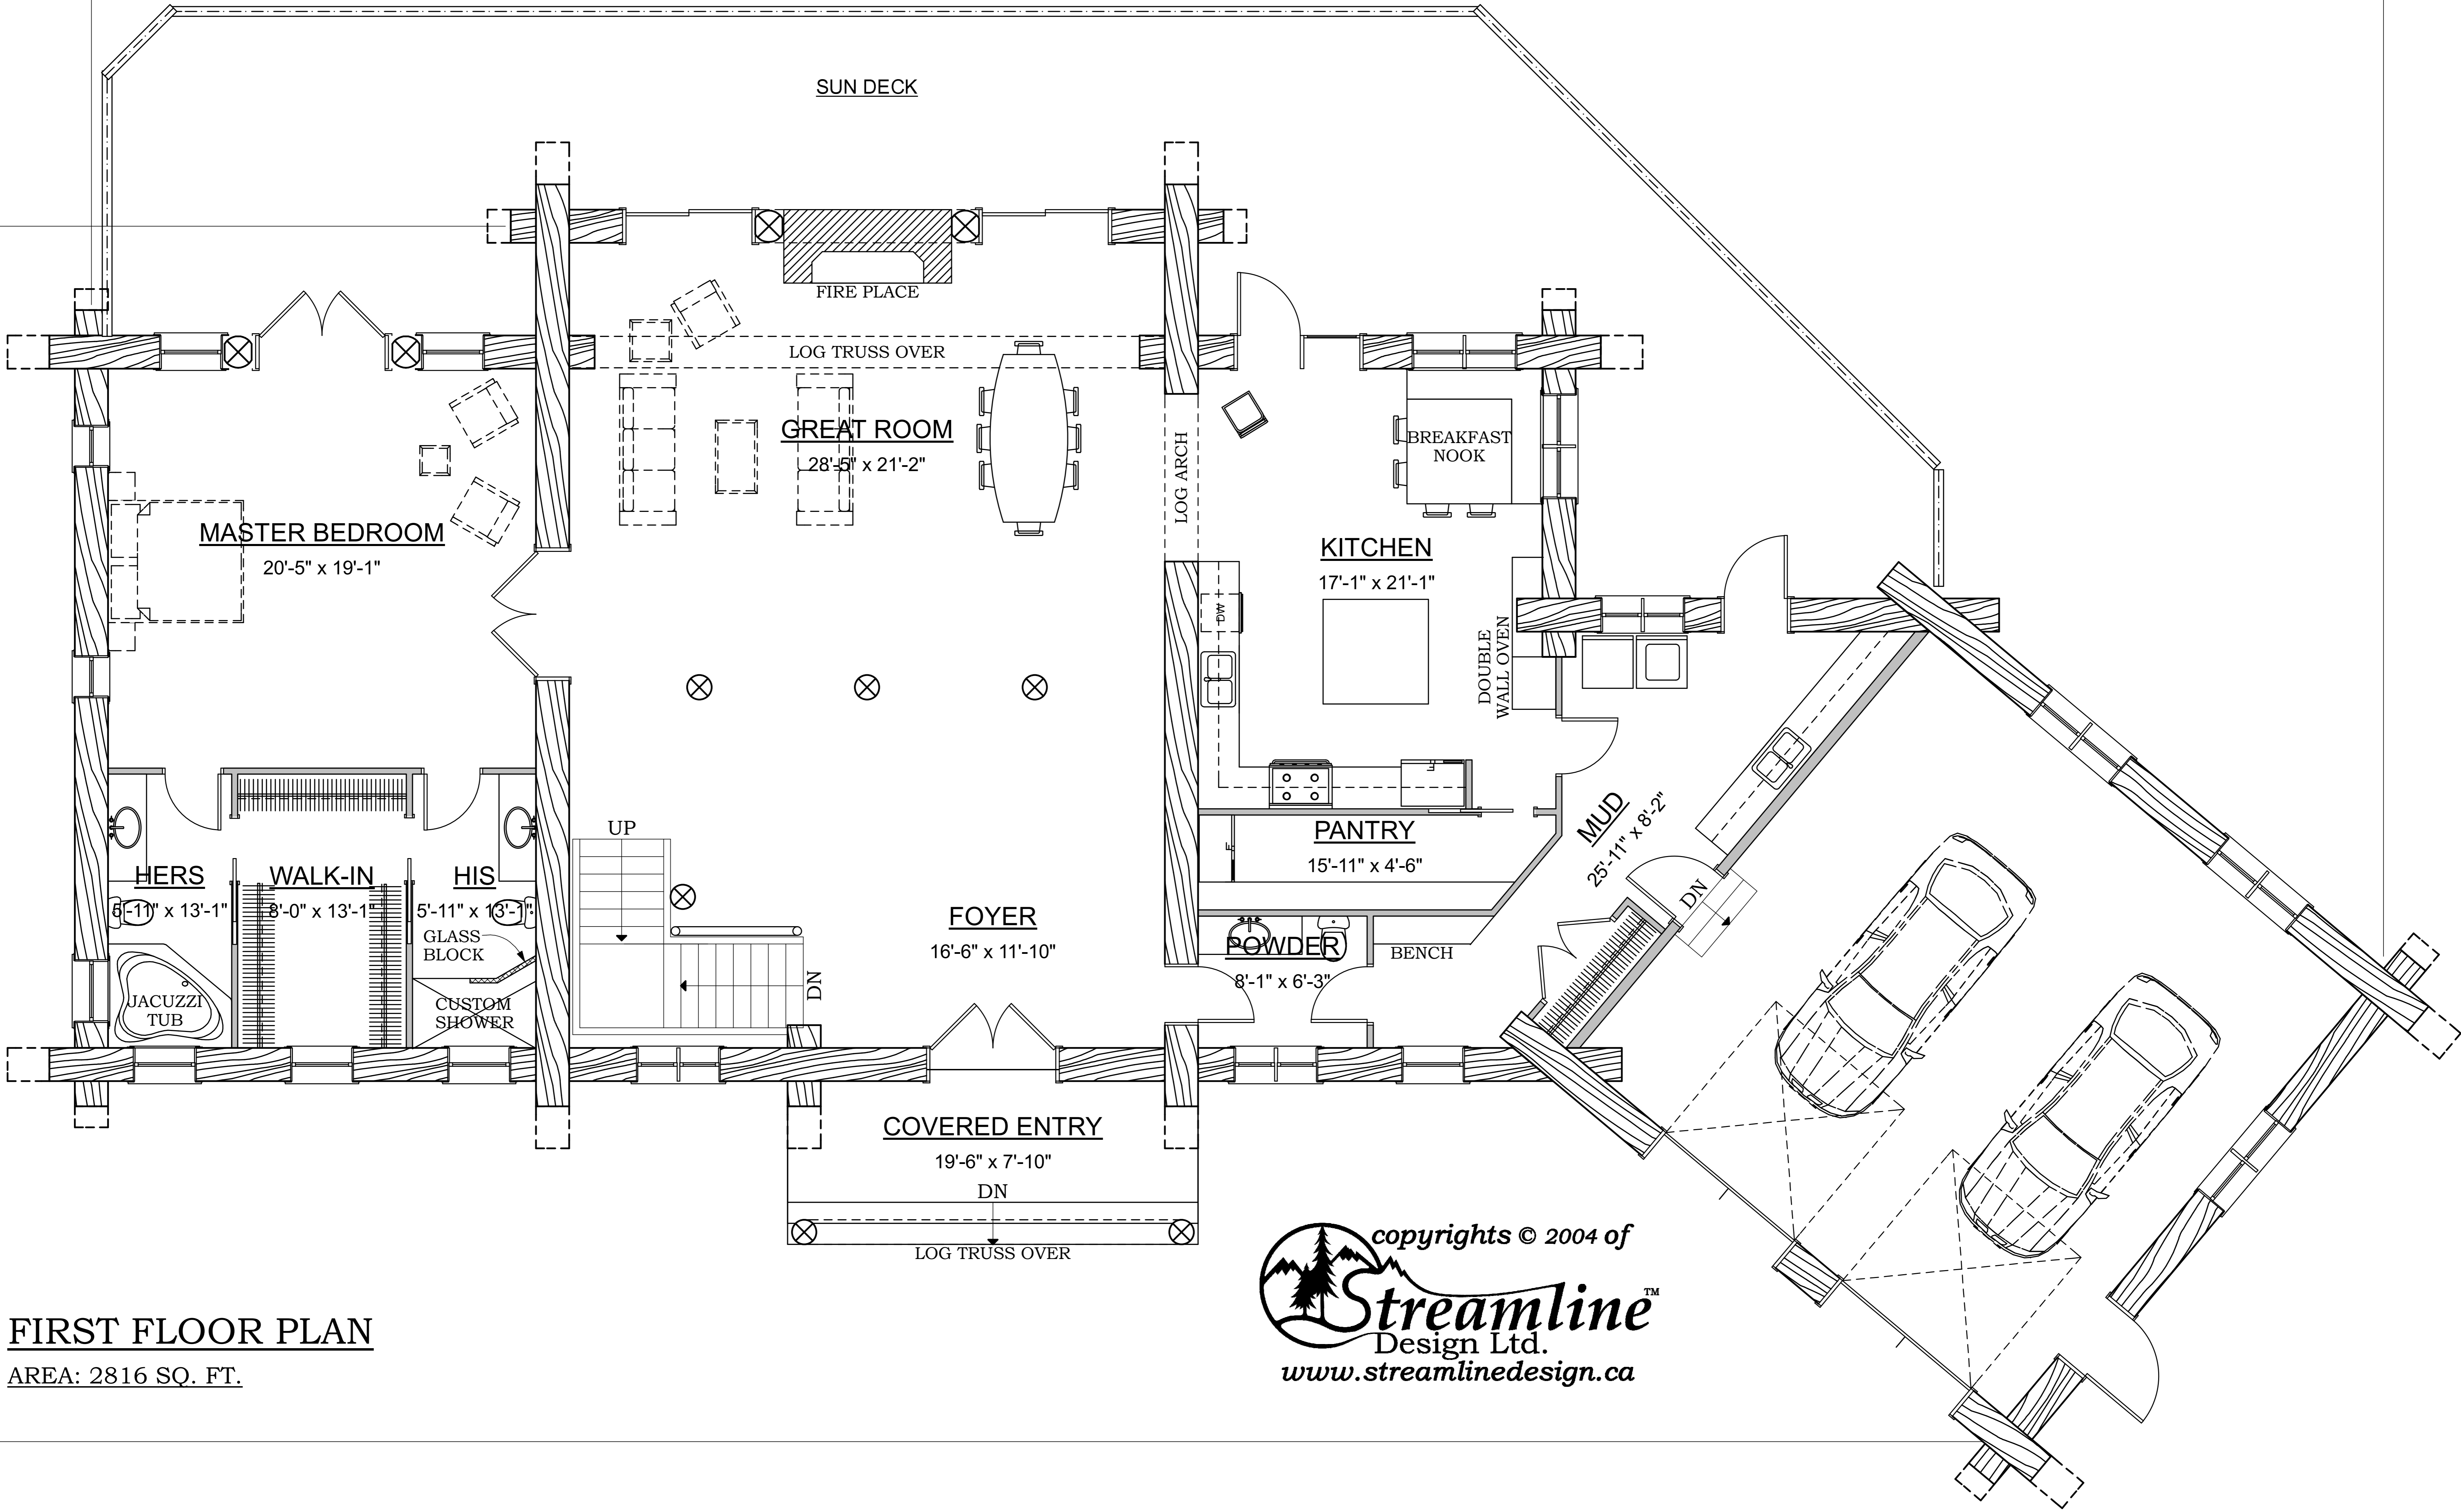 SUN DECK
FIRE PLACE
LOG TRUSS OVER
GREAT ROOM
28'-5" x 21'-2"
LOG ARCH
BREAKFAST
NOOK
MASTER BEDROOM
20'-5" x 19'-1"
KITCHEN
17'-1" x 21'-1"
DW
DOUBLE
WALL OVEN
UP
PANTRY
15'-11" x 4'-6"
MUD
25'-11" x 8'-2"
HERS
5'-11" x 13'-1"
WALK-IN
8'-0" x 13'-1"
HIS
5'-11" x 13'-1"
GLASS
BLOCK
FOYER
16'-6" x 11'-10"
DN
POWDER
8'-1" x 6'-3"
BENCH
DN
JACUZZI
TUB
CUSTOM
SHOWER
COVERED ENTRY
19'-6" x 7'-10"
DN
LOG TRUSS OVER
copyrights © 2004 of
Streamline™
Design Ltd.
www.streamlinedesign.ca
FIRST FLOOR PLAN
AREA: 2816 SQ. FT.